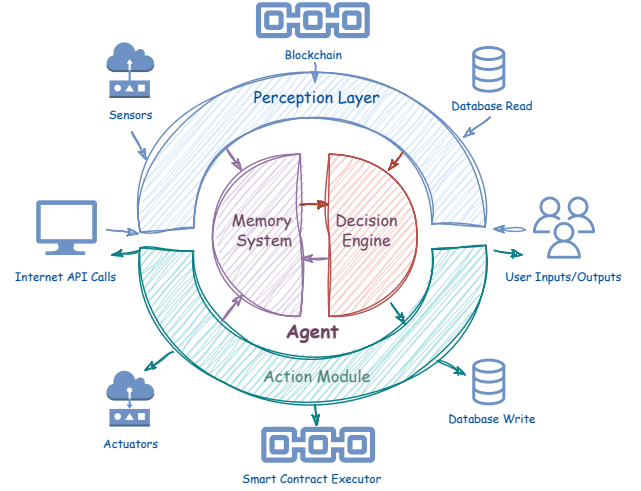 Blockchain
Perception Layer
Sensors
Database Read
Memory
System
Decision
Engine
Internet API Calls
User Inputs/Outputs
Agent
Action Module
Actuators
Database Write
Smart Contract Executor